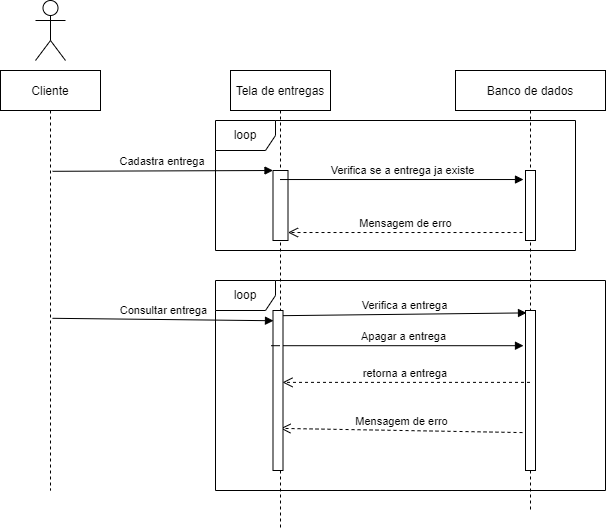 Cliente
Tela de entregas
Banco de dados
loop
Cadastra entrega
Verifica se a entrega ja existe
Mensagem de erro
loop
Consultar entrega
Verifica a entrega
Apagar a entrega
retorna a entrega
Mensagem de erro